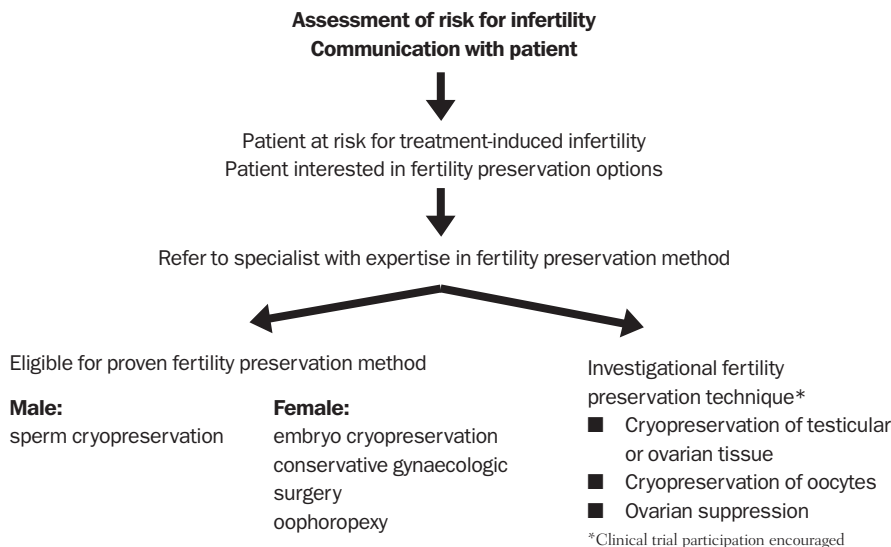 Assessment of risk for infertility
Communication with patient
Patient at risk for treatment-induced infertility
Patient interested in fertility preservation options
Refer to specialist with expertise in fertility preservation method
Eligible for proven fertility preservation method
Male:
sperm cryopreservation
Female:
embryo cryopreservation
conservative gynaecologic
surgery
oophoropexy
Investigational fertility
preservation technique*
■ Cryopreservation of testicular
or ovarian tissue
■ Cryopreservation of oocytes
■ Ovarian suppression
*Clinical trial participation encouraged